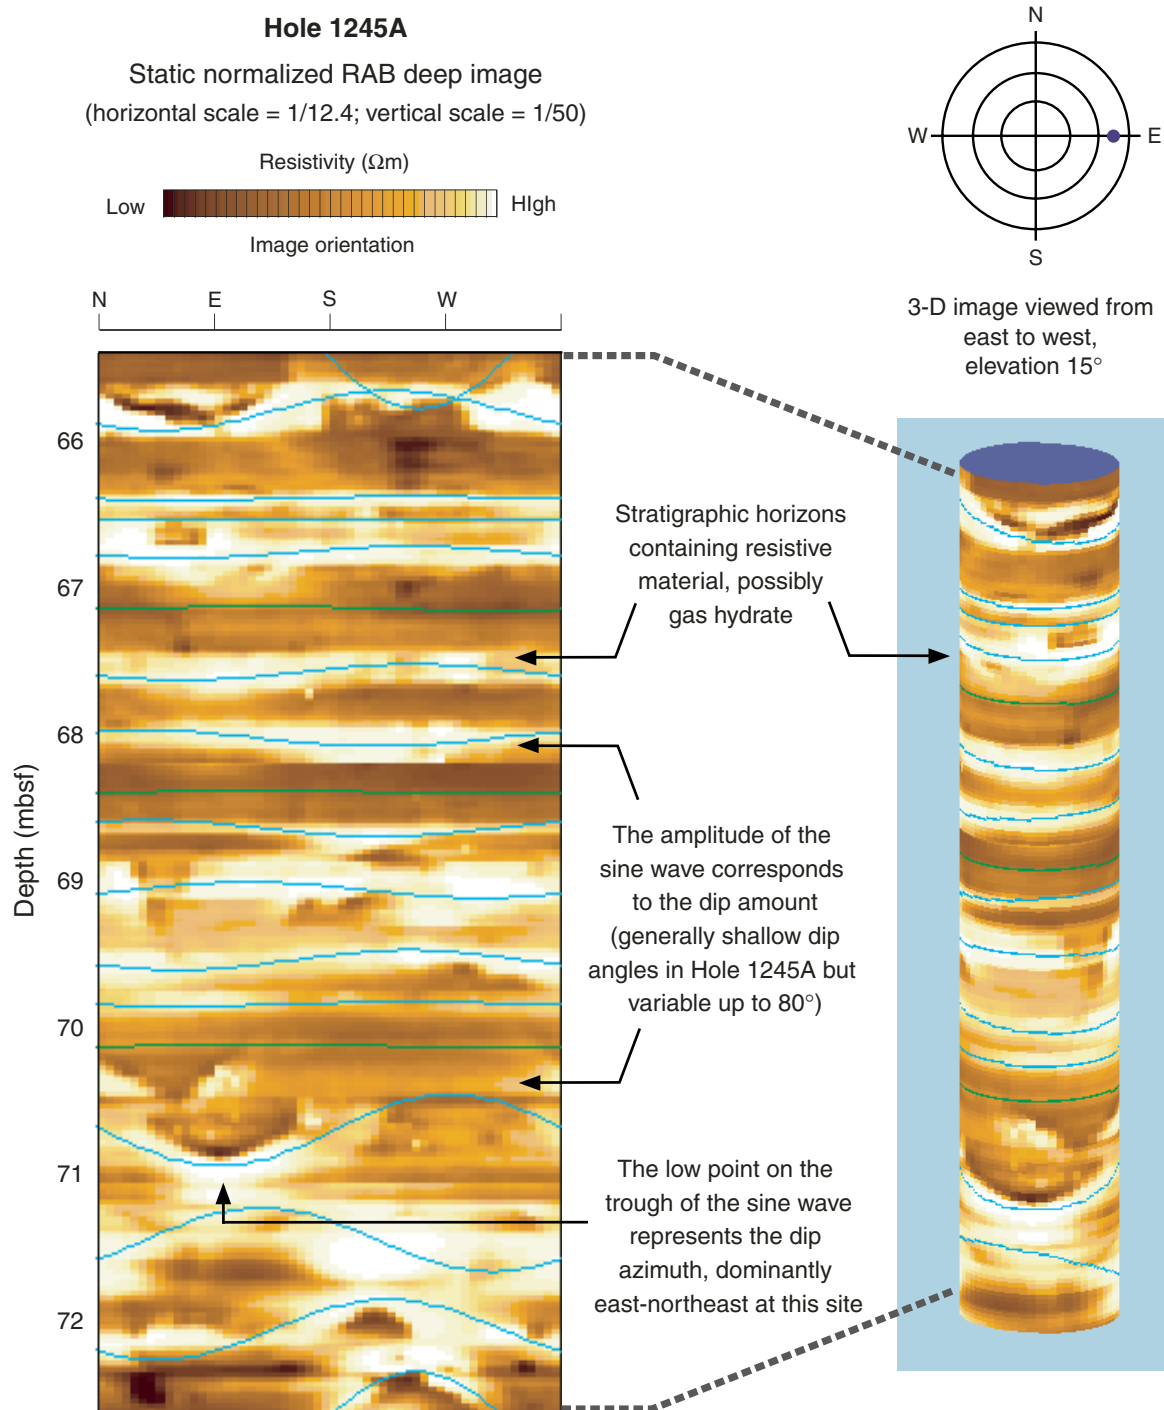 Hole 1245A
Static normalized RAB deep image
(horizontal scale = 1/12.4; vertical scale = 1/50)
Resistivity (Ωm)
Low
HIgh
Image orientation
N
E
S
W
N
W
E
S
3-D image viewed from
east to west,
elevation 15°
Depth (mbsf)
66
67
68
69
70
71
72
Stratigraphic horizons
containing resistive
material, possibly
gas hydrate
The amplitude of the
sine wave corresponds
to the dip amount
(generally shallow dip
angles in Hole 1245A but
variable up to 80°)
The low point on the
trough of the sine wave
represents the dip
azimuth, dominantly
east-northeast at this site